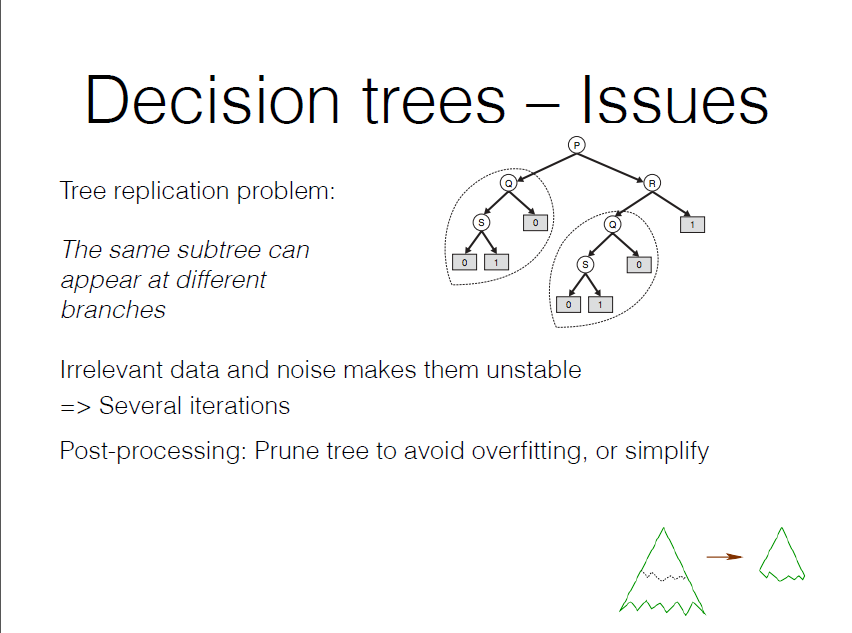 Decision trees – Issues
Tree replication problem:
The same subtree can
appear at different
branches
P
Q
R
S
0
Q
1
0
1
S
0
0
1
Irrelevant data and noise makes them unstable
=> Several iterations
Post-processing: Prune tree to avoid overfitting, or simplify